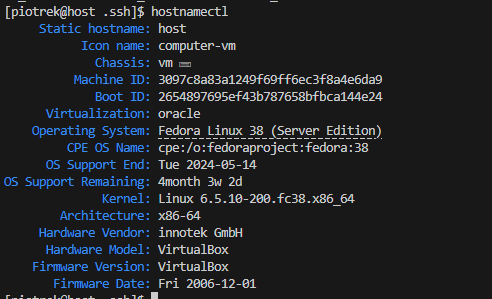 [piotrek@host .ssh]$ hostnamectl
Static hostname: host
Icon name: computer-vm
Chassis: vm
Machine ID: 3097c8a83a1249f69ff6ec3f8a4e6da9
Boot ID: 2654897695ef43b787658bfbca144e24
Virtualization: oracle
Operating System: Fedora Linux 38 (Server Edition)
CPE OS Name: cpe:/o:fedoraproject:fedora:38
OS Support End: Tue 2024-05-14
OS Support Remaining: 4month 3w 2d
Kernel: Linux 6.5.10-200.fc38.x86_64
Architecture: x86-64
Hardware Vendor: innotek GmbH
Hardware Model: VirtualBox
Firmware Version: VirtualBox
Firmware Date: Fri 2006-12-01
[piotrek@host .ssh]$